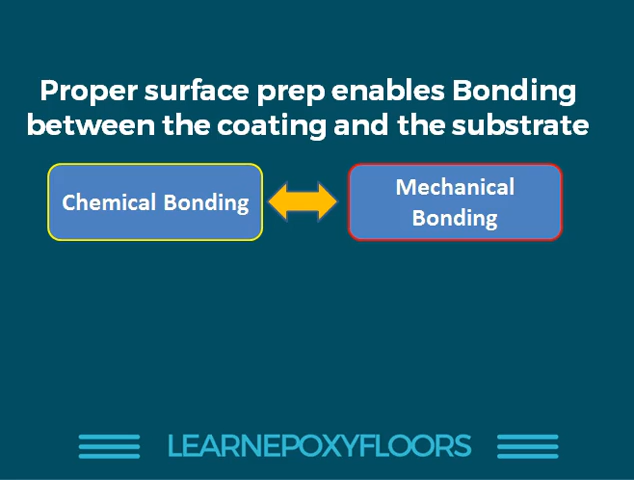 Proper surface prep enables Bonding
between the coating and the substrate
Chemical Bonding
Mechanical
Bonding
LEARNEPOXYFLOORS